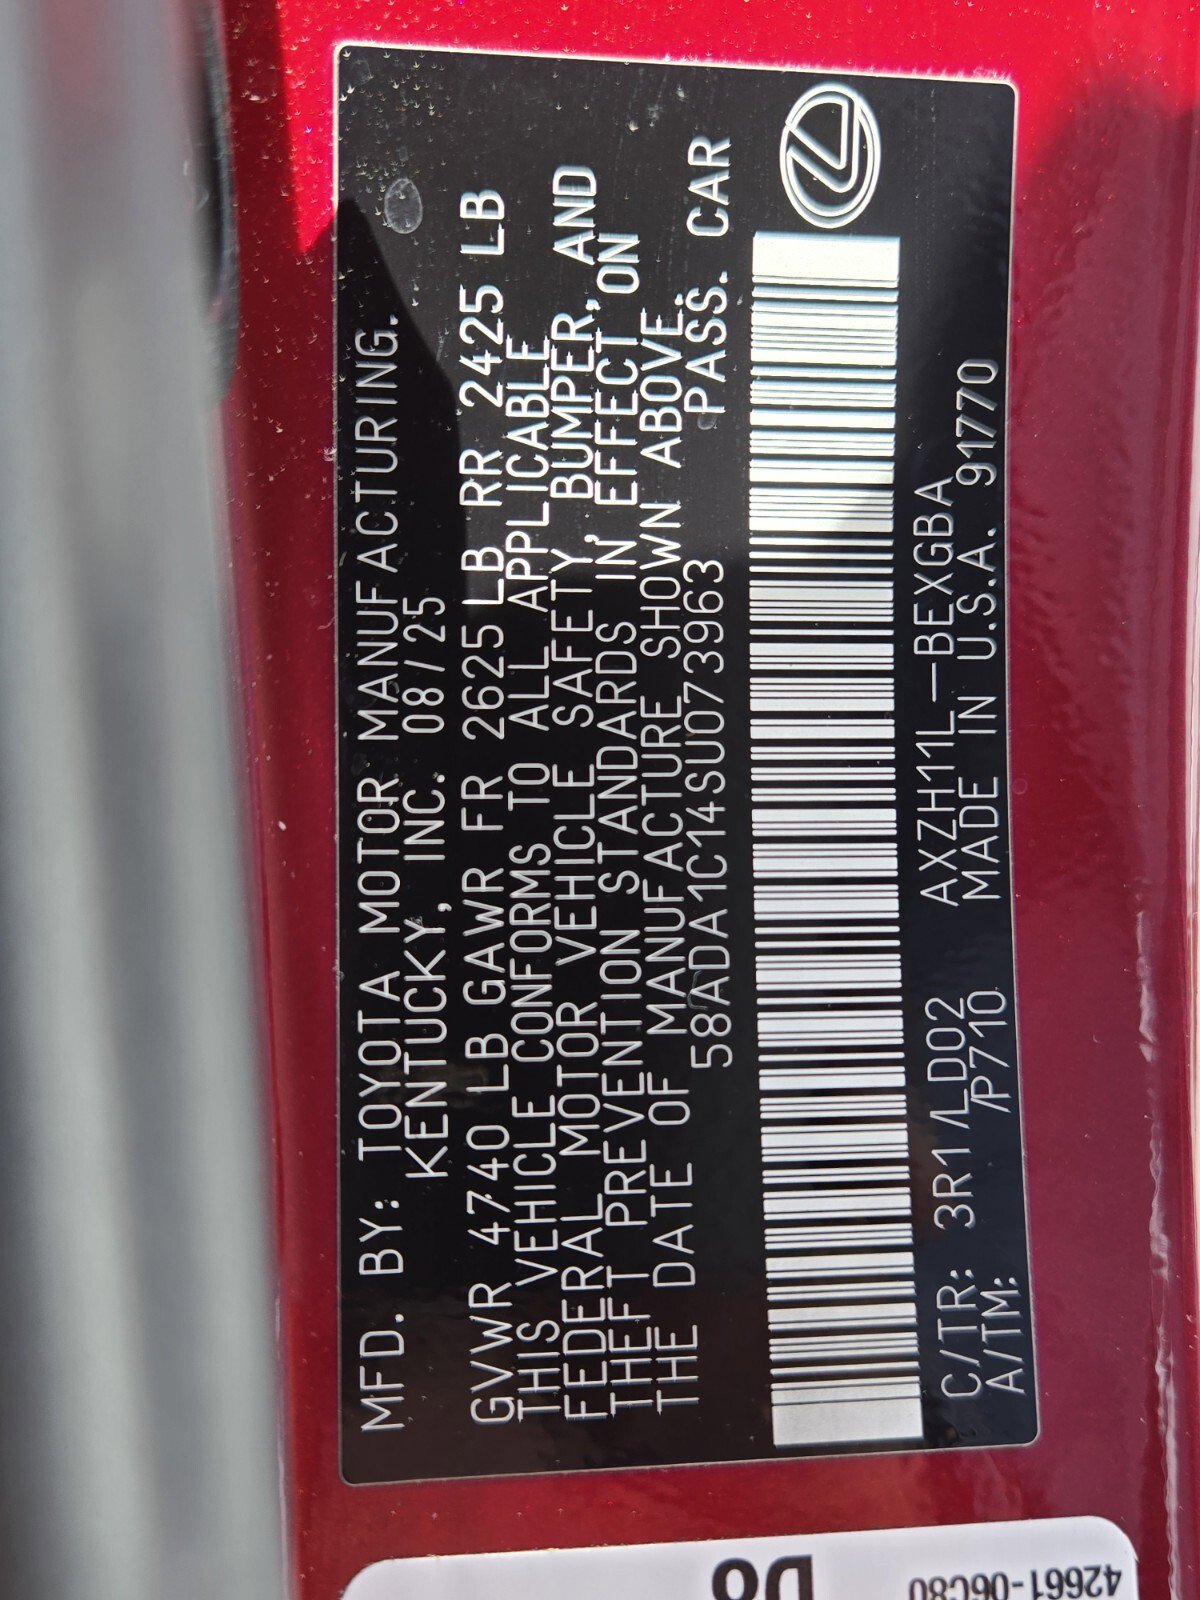 MFD. BY: TOYOTA MOTOR MANUFACTURING.
KENTUCKY, INC. 08/25
GVWR 4740 LB GAWR FR 2625 LB RR 2425 LB
THIS VEHICLE CONFORMS TO ALL APPLICABLE
FEDERAL MOTOR VEHICLE SAFETY, BUMPER, AND
THEFT PREVENTION STANDARDS IN EFFECT ON
THE DATE OF MANUFACTURE SHOWN ABOVE.
58ADA1C14SU073963 PASS. CAR
C/TR: 3R1/LD02 AXZH11L-BEXGBA
A/TM: /P710 MADE IN U.S.A. 91770
42661-06C80